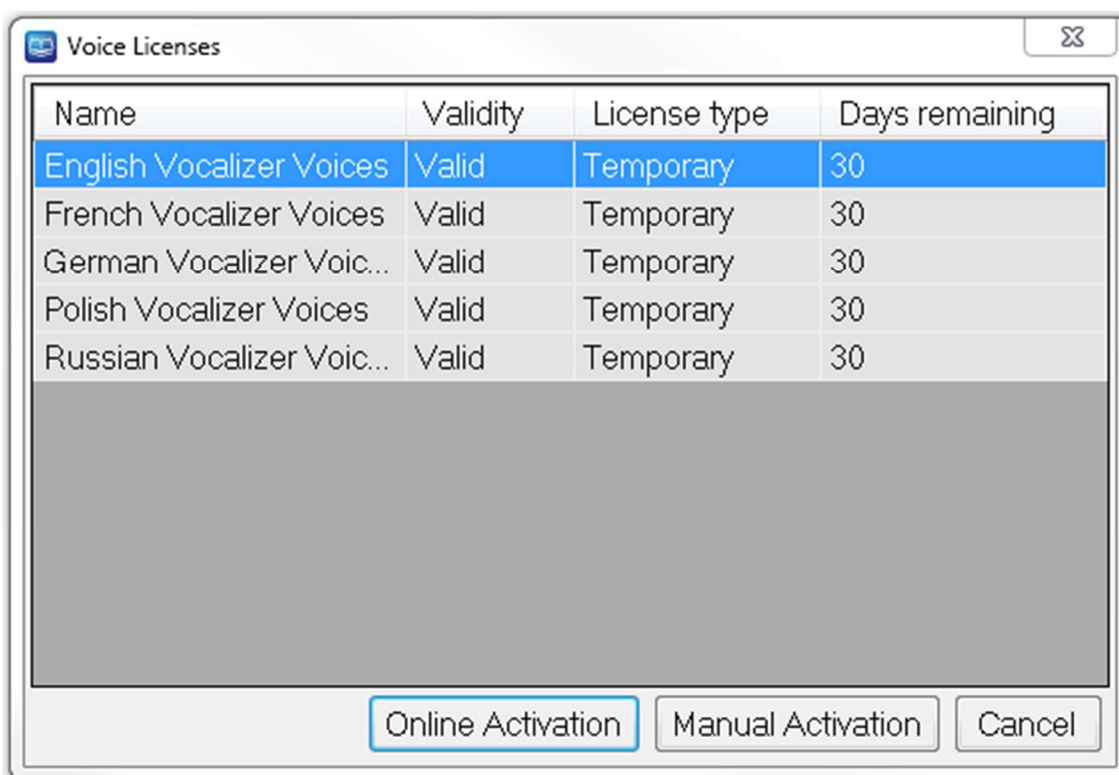 Voice Licenses
Name Validity License type Days remaining
English Vocalizer Voices Valid Temporary 30
French Vocalizer Voices Valid Temporary 30
German Vocalizer Voic... Valid Temporary 30
Polish Vocalizer Voices Valid Temporary 30
Russian Vocalizer Voic... Valid Temporary 30
Online Activation Manual Activation Cancel